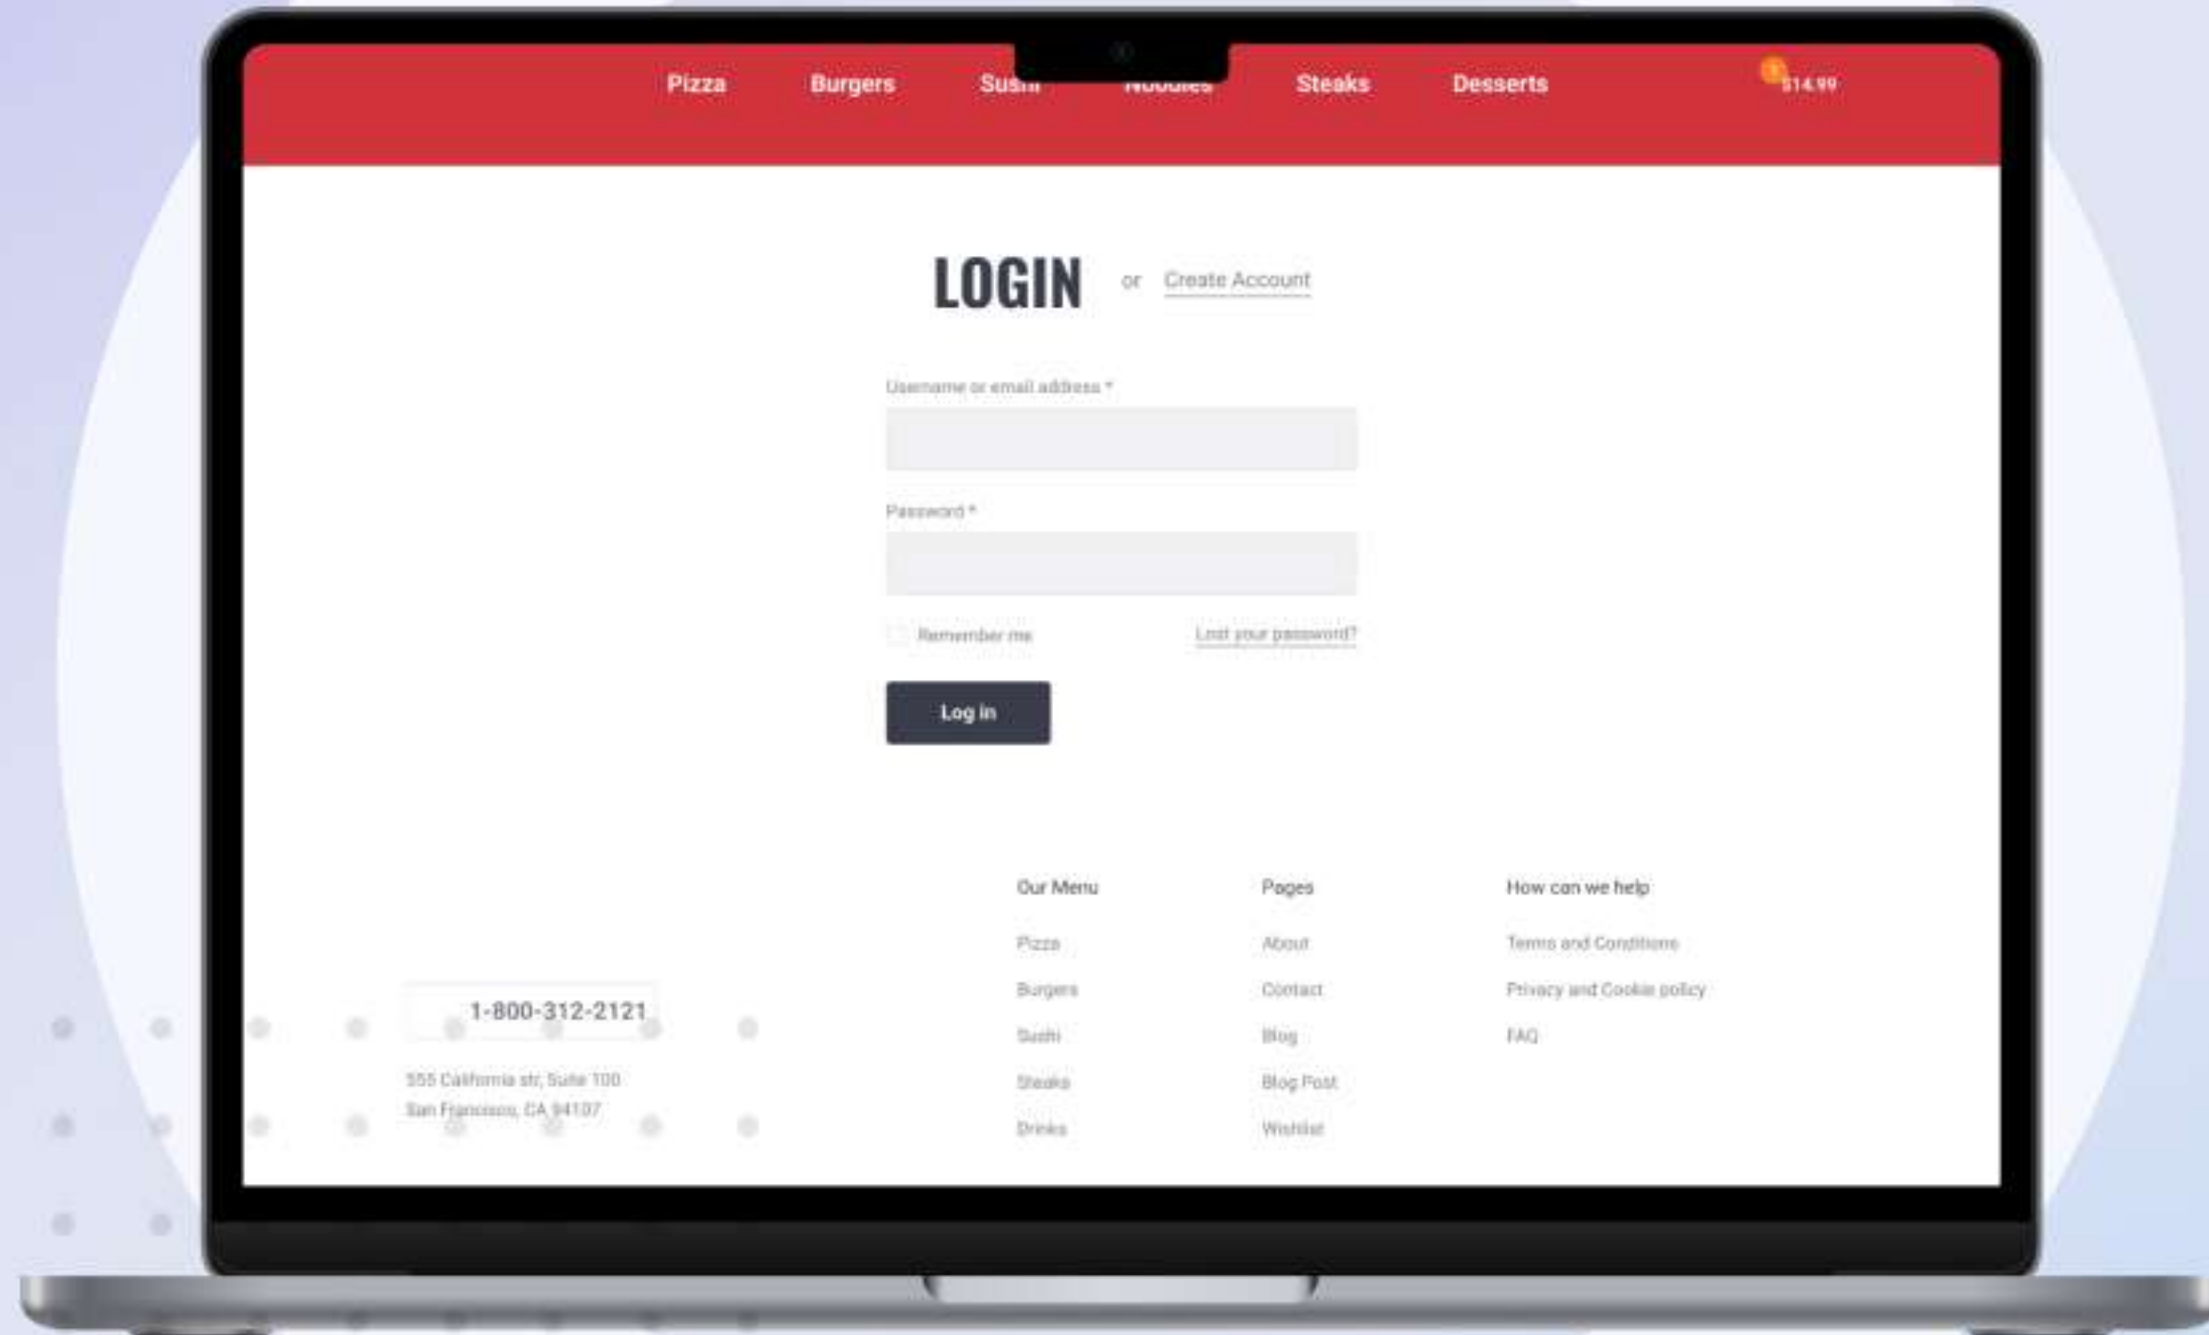 Pizza Burgers Sushi Noodles Steaks Desserts 1 $14.99
LOGIN or Create Account
Username or email address *
Password *
Remember me Lost your password?
Log in
Our Menu Pages How can we help
Pizza About Terms and Conditions
Burgers Contact Privacy and Cookie policy
1-800-312-2121
Sushi Blog FAQ
555 California str, Suite 100
Steaks Blog Post
San Francisco, CA 94107
Drinks Wishlist